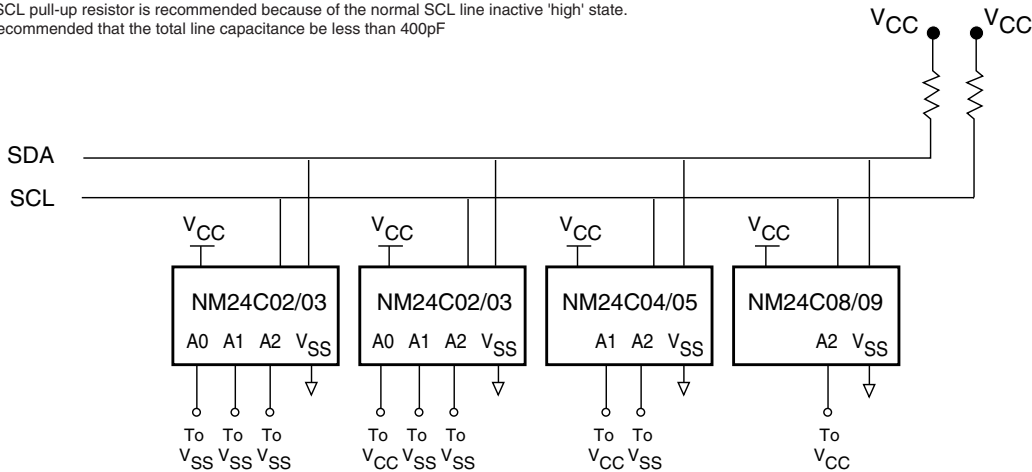 SCL pull-up resistor is recommended because of the normal SCL line inactive 'high' state.
ecommended that the total line capacitance be less than 400pF
VCC VCC
SDA
SCL
VCC VCC VCC VCC
NM24C02/03 NM24C02/03 NM24C04/05 NM24C08/09
A0 A1 A2 VSS A0 A1 A2 VSS A1 A2 VSS A2 VSS
To To To To To To To To To
VSS VSS VSS VCC VSS VSS VCC VSS VCC